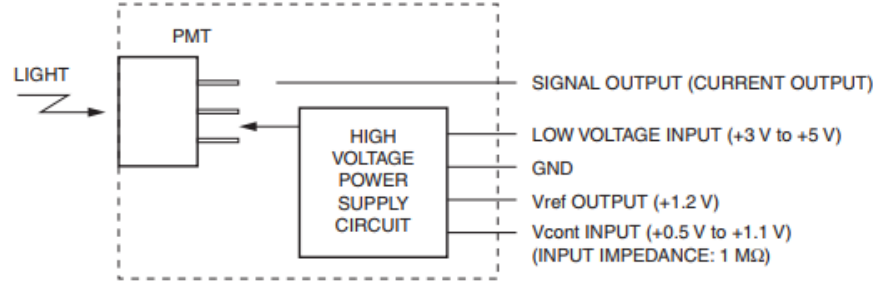 PMT
LIGHT
SIGNAL OUTPUT (CURRENT OUTPUT)
HIGH
VOLTAGE
POWER
SUPPLY
CIRCUIT
LOW VOLTAGE INPUT (+3 V to +5 V)
GND
Vref OUTPUT (+1.2 V)
Vcont INPUT (+0.5 V to +1.1 V)
(INPUT IMPEDANCE: 1 MΩ)